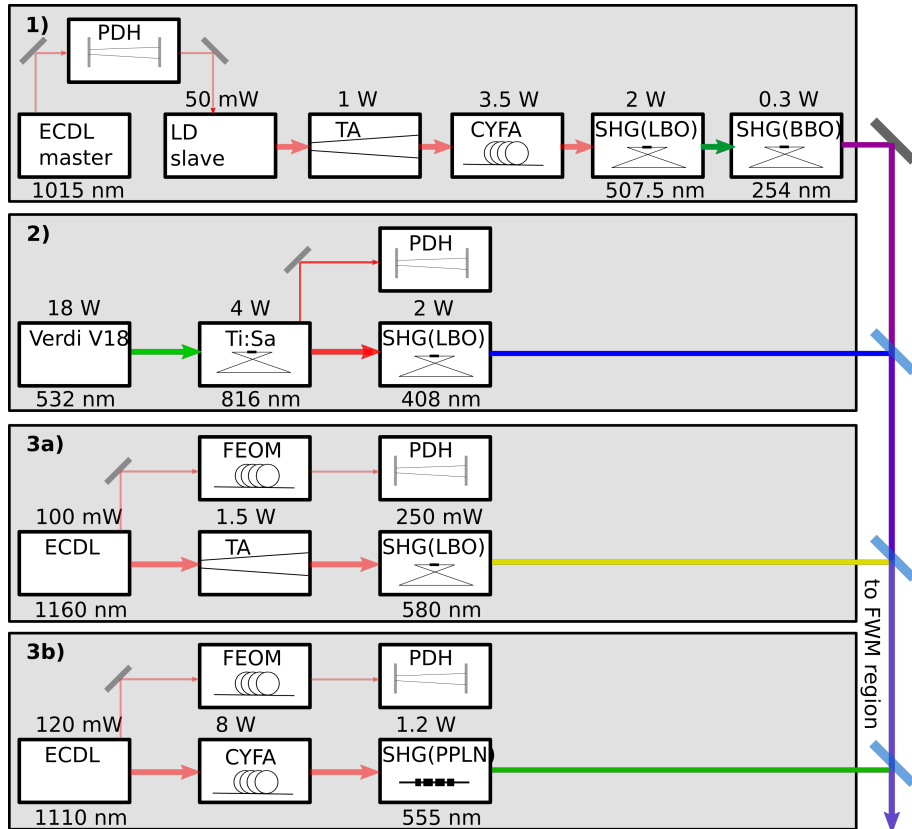 1)
PDH
50 mW
1 W
3.5 W
2 W
0.3 W
ECDL
master
LD
slave
TA
CYFA
SHG(LBO)
SHG(BBO)
1015 nm
507.5 nm
254 nm
2)
PDH
18 W
4 W
2 W
Verdi V18
Ti:Sa
SHG(LBO)
532 nm
816 nm
408 nm
3a)
FEOM
PDH
100 mW
1.5 W
250 mW
ECDL
TA
SHG(LBO)
1160 nm
580 nm
to FWM region
3b)
FEOM
PDH
120 mW
8 W
1.2 W
ECDL
CYFA
SHG(PPLN)
1110 nm
555 nm